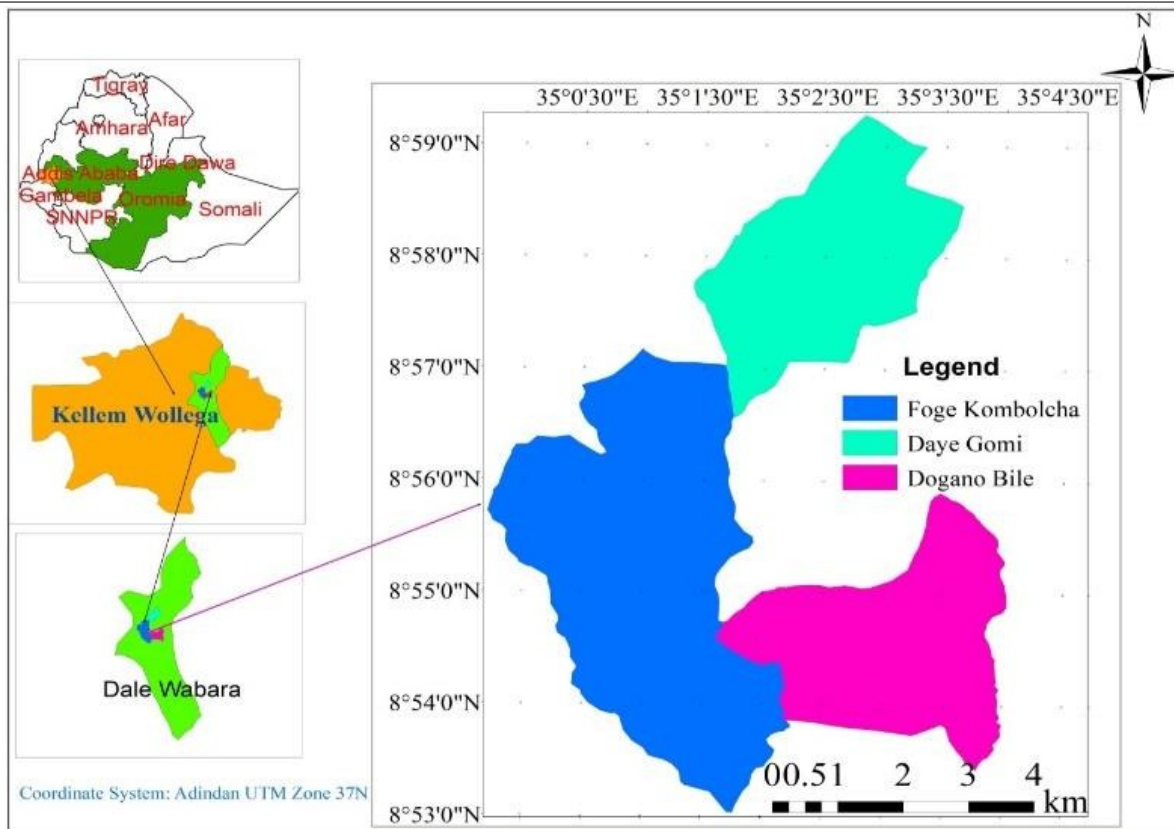 N
Tigray
Afar
Amhara
Dire Dawa
Addis Ababa
Gambela
Oromia
SNNPR
Somali
Kellem Wollega
Dale Wabara
Coordinate System: Adindan UTM Zone 37N
35°0'30"E 35°1'30"E 35°2'30"E 35°3'30"E 35°4'30"E
8°59'0"N
8°58'0"N
8°57'0"N
8°56'0"N
8°55'0"N
8°54'0"N
8°53'0"N
Legend
Foge Kombolcha
Daye Gomi
Dogano Bile
00.51 2 3 4
km